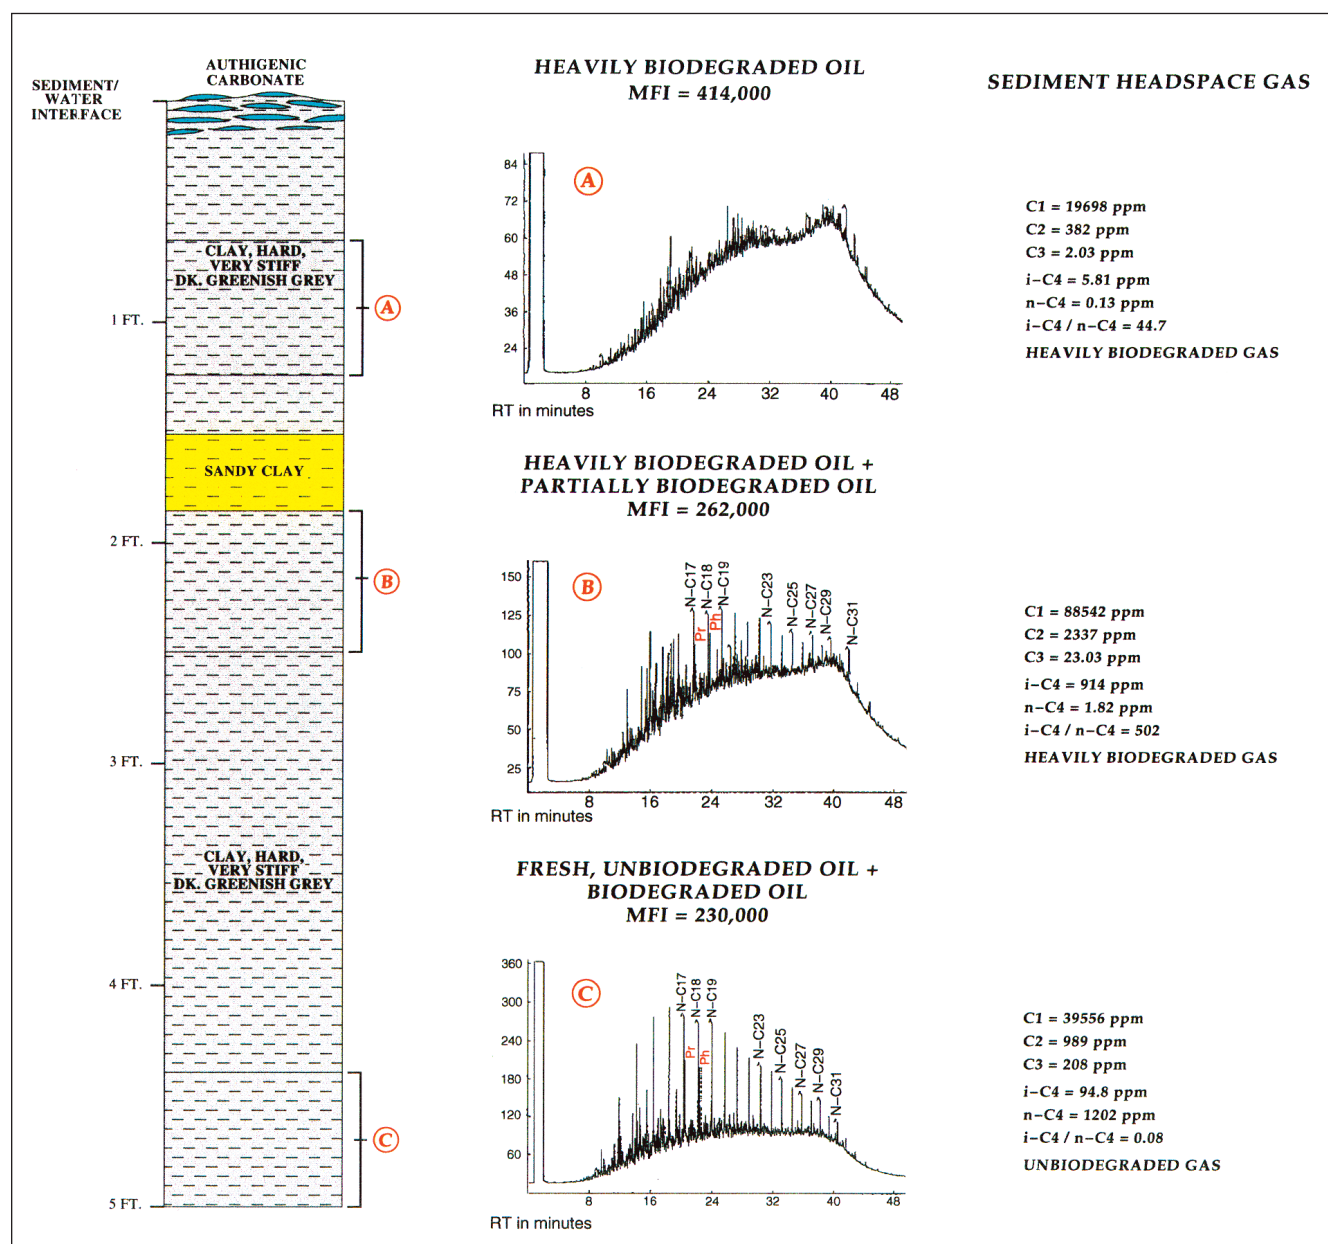 SEDIMENT/
WATER
INTERFACE
AUTHIGENIC
CARBONATE
CLAY, HARD,
VERY STIFF
DK. GREENISH GREY
A
1 FT.
SANDY CLAY
2 FT.
B
3 FT.
CLAY, HARD,
VERY STIFF
DK. GREENISH GREY
4 FT.
C
5 FT.
HEAVILY BIODEGRADED OIL
MFI = 414,000
A
84
72
60
48
36
24
8 16 24 32 40 48
RT in minutes
HEAVILY BIODEGRADED OIL +
PARTIALLY BIODEGRADED OIL
MFI = 262,000
B
150
125
100
75
50
25
N-C17
Pr
N-C18
Ph
N-C19
N-C23
N-C25
N-C27
N-C29
N-C31
8 16 24 32 40 48
RT in minutes
FRESH, UNBIODEGRADED OIL +
BIODEGRADED OIL
MFI = 230,000
C
360
300
240
180
120
60
N-C17
Pr
N-C18
Ph
N-C19
N-C23
N-C25
N-C27
N-C29
N-C31
8 16 24 32 40 48
RT in minutes
SEDIMENT HEADSPACE GAS
C1 = 19698 ppm
C2 = 382 ppm
C3 = 2.03 ppm
i-C4 = 5.81 ppm
n-C4 = 0.13 ppm
i-C4 / n-C4 = 44.7
HEAVILY BIODEGRADED GAS
C1 = 88542 ppm
C2 = 2337 ppm
C3 = 23.03 ppm
i-C4 = 914 ppm
n-C4 = 1.82 ppm
i-C4 / n-C4 = 502
HEAVILY BIODEGRADED GAS
C1 = 39556 ppm
C2 = 989 ppm
C3 = 208 ppm
i-C4 = 94.8 ppm
n-C4 = 1202 ppm
i-C4 / n-C4 = 0.08
UNBIODEGRADED GAS